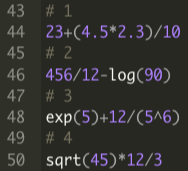 43 # 1
44 23+(4.5*2.3)/10
45 # 2
46 456/12-log(90)
47 # 3
48 exp(5)+12/(5^6)
49 # 4
50 sqrt(45)*12/3